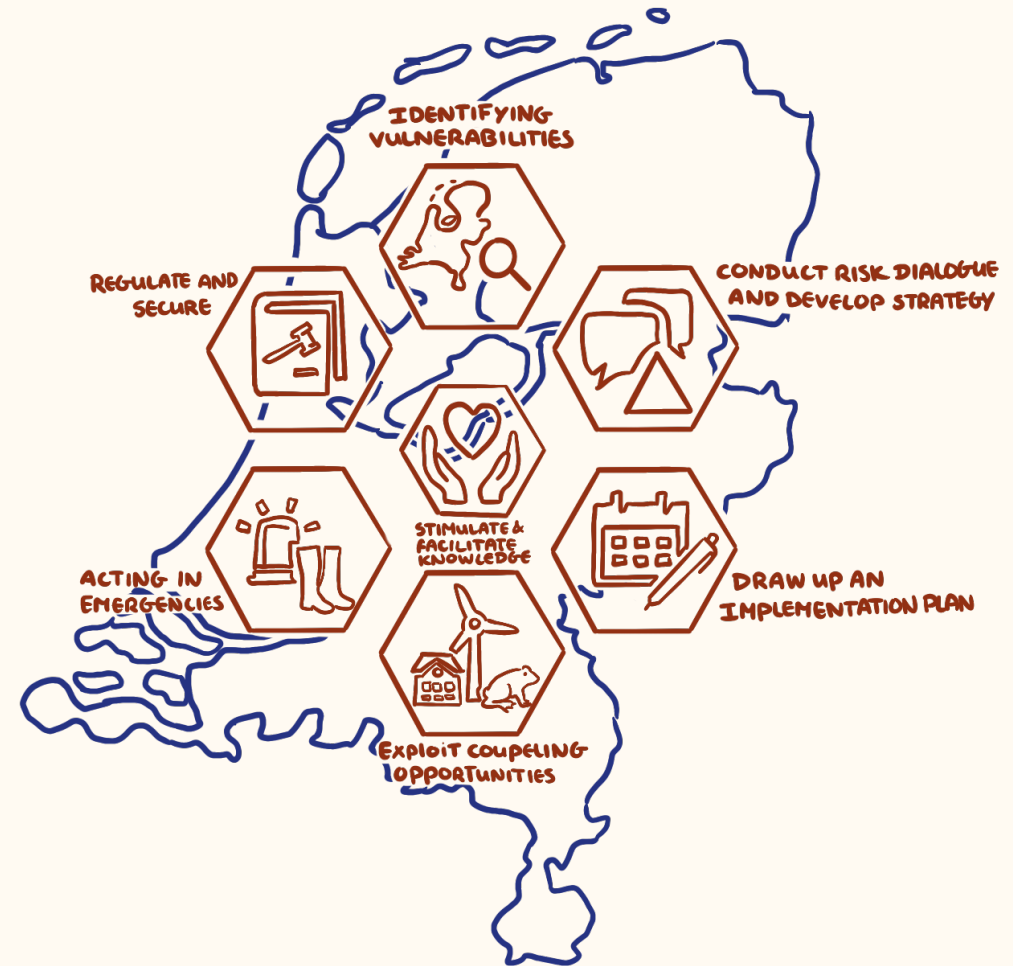 IDENTIFYING
VULNERABILITIES
REGULATE AND
SECURE
CONDUCT RISK DIALOGUE
AND DEVELOP STRATEGY
STIMULATE &
FACILITATE
KNOWLEDGE
ACTING IN
EMERGENCIES
DRAW UP AN
IMPLEMENTATION PLAN
EXPLOIT COUPELING
OPPORTUNITIES